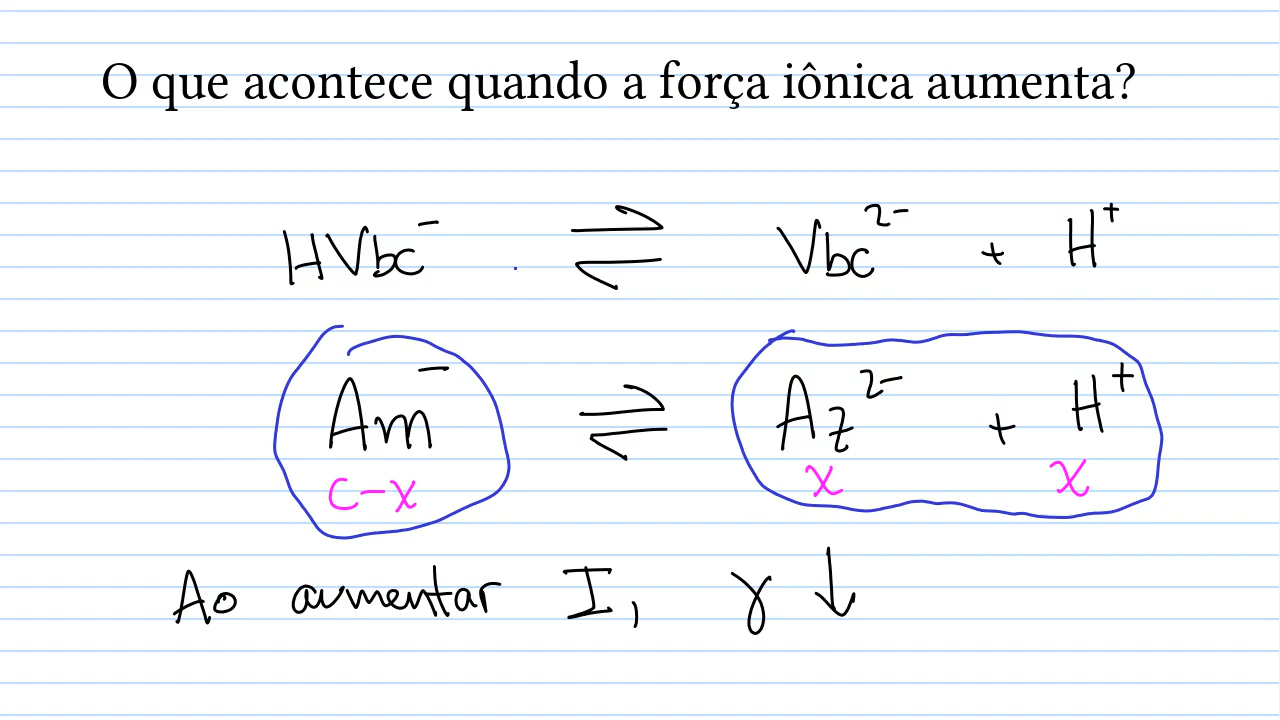 O que acontece quando a força iônica aumenta?
HVbc⁻ ⇌ Vbc²⁻ + H⁺
Am⁻ ⇌ Az²⁻ + H⁺
c-x x x
Ao aumentar I, γ ↓